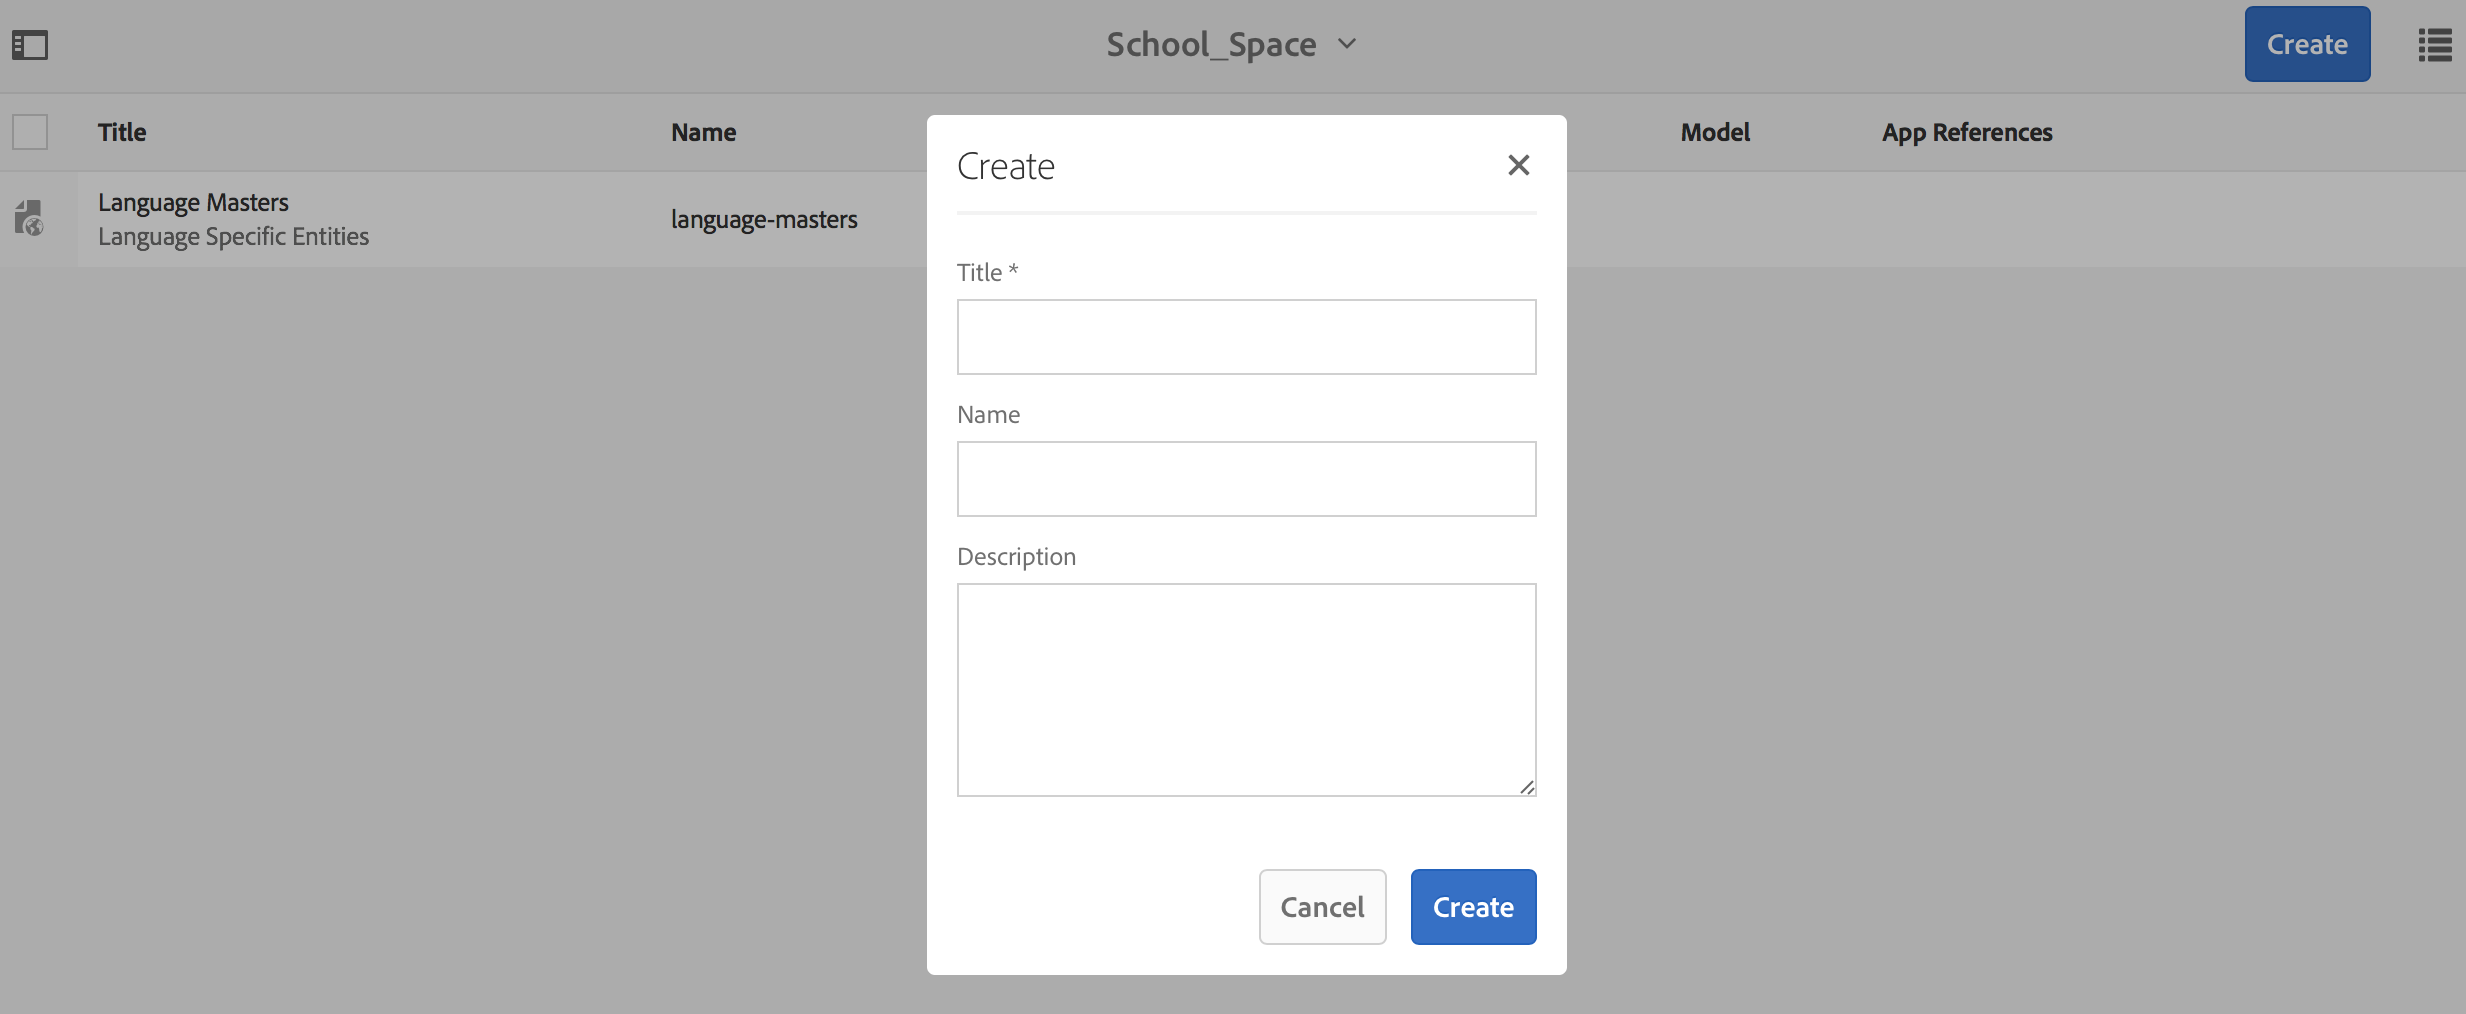 School_Space
Create
Title
Name
Model
App References
Language Masters
Language Specific Entities
language-masters
Create
Title *
Name
Description
Cancel
Create